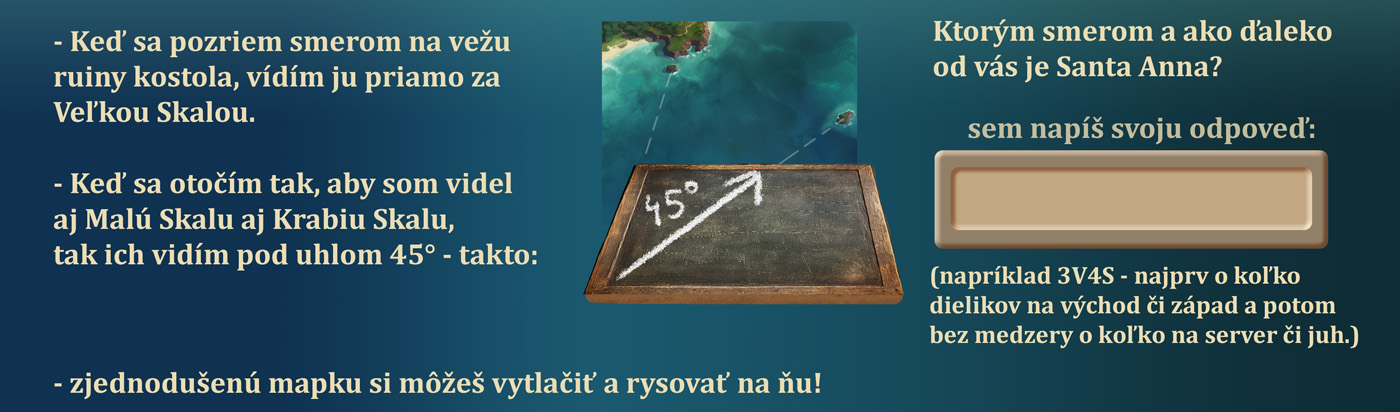 - Keď sa pozriem smerom na vežu
ruiny kostola, vídím ju priamo za
Veľkou Skalou.
- Keď sa otočím tak, aby som videl
aj Malú Skalu aj Krabiu Skalu,
tak ich vidím pod uhlom 45° - takto:
- zjednodušenú mapku si môžeš vytlačiť a rysovať na ňu!
45°
Ktorým smerom a ako ďaleko
od vás je Santa Anna?
sem napíš svoju odpoveď:
(napríklad 3V4S - najprv o koľko
dielikov na východ či západ a potom
bez medzery o koľko na server či juh.)